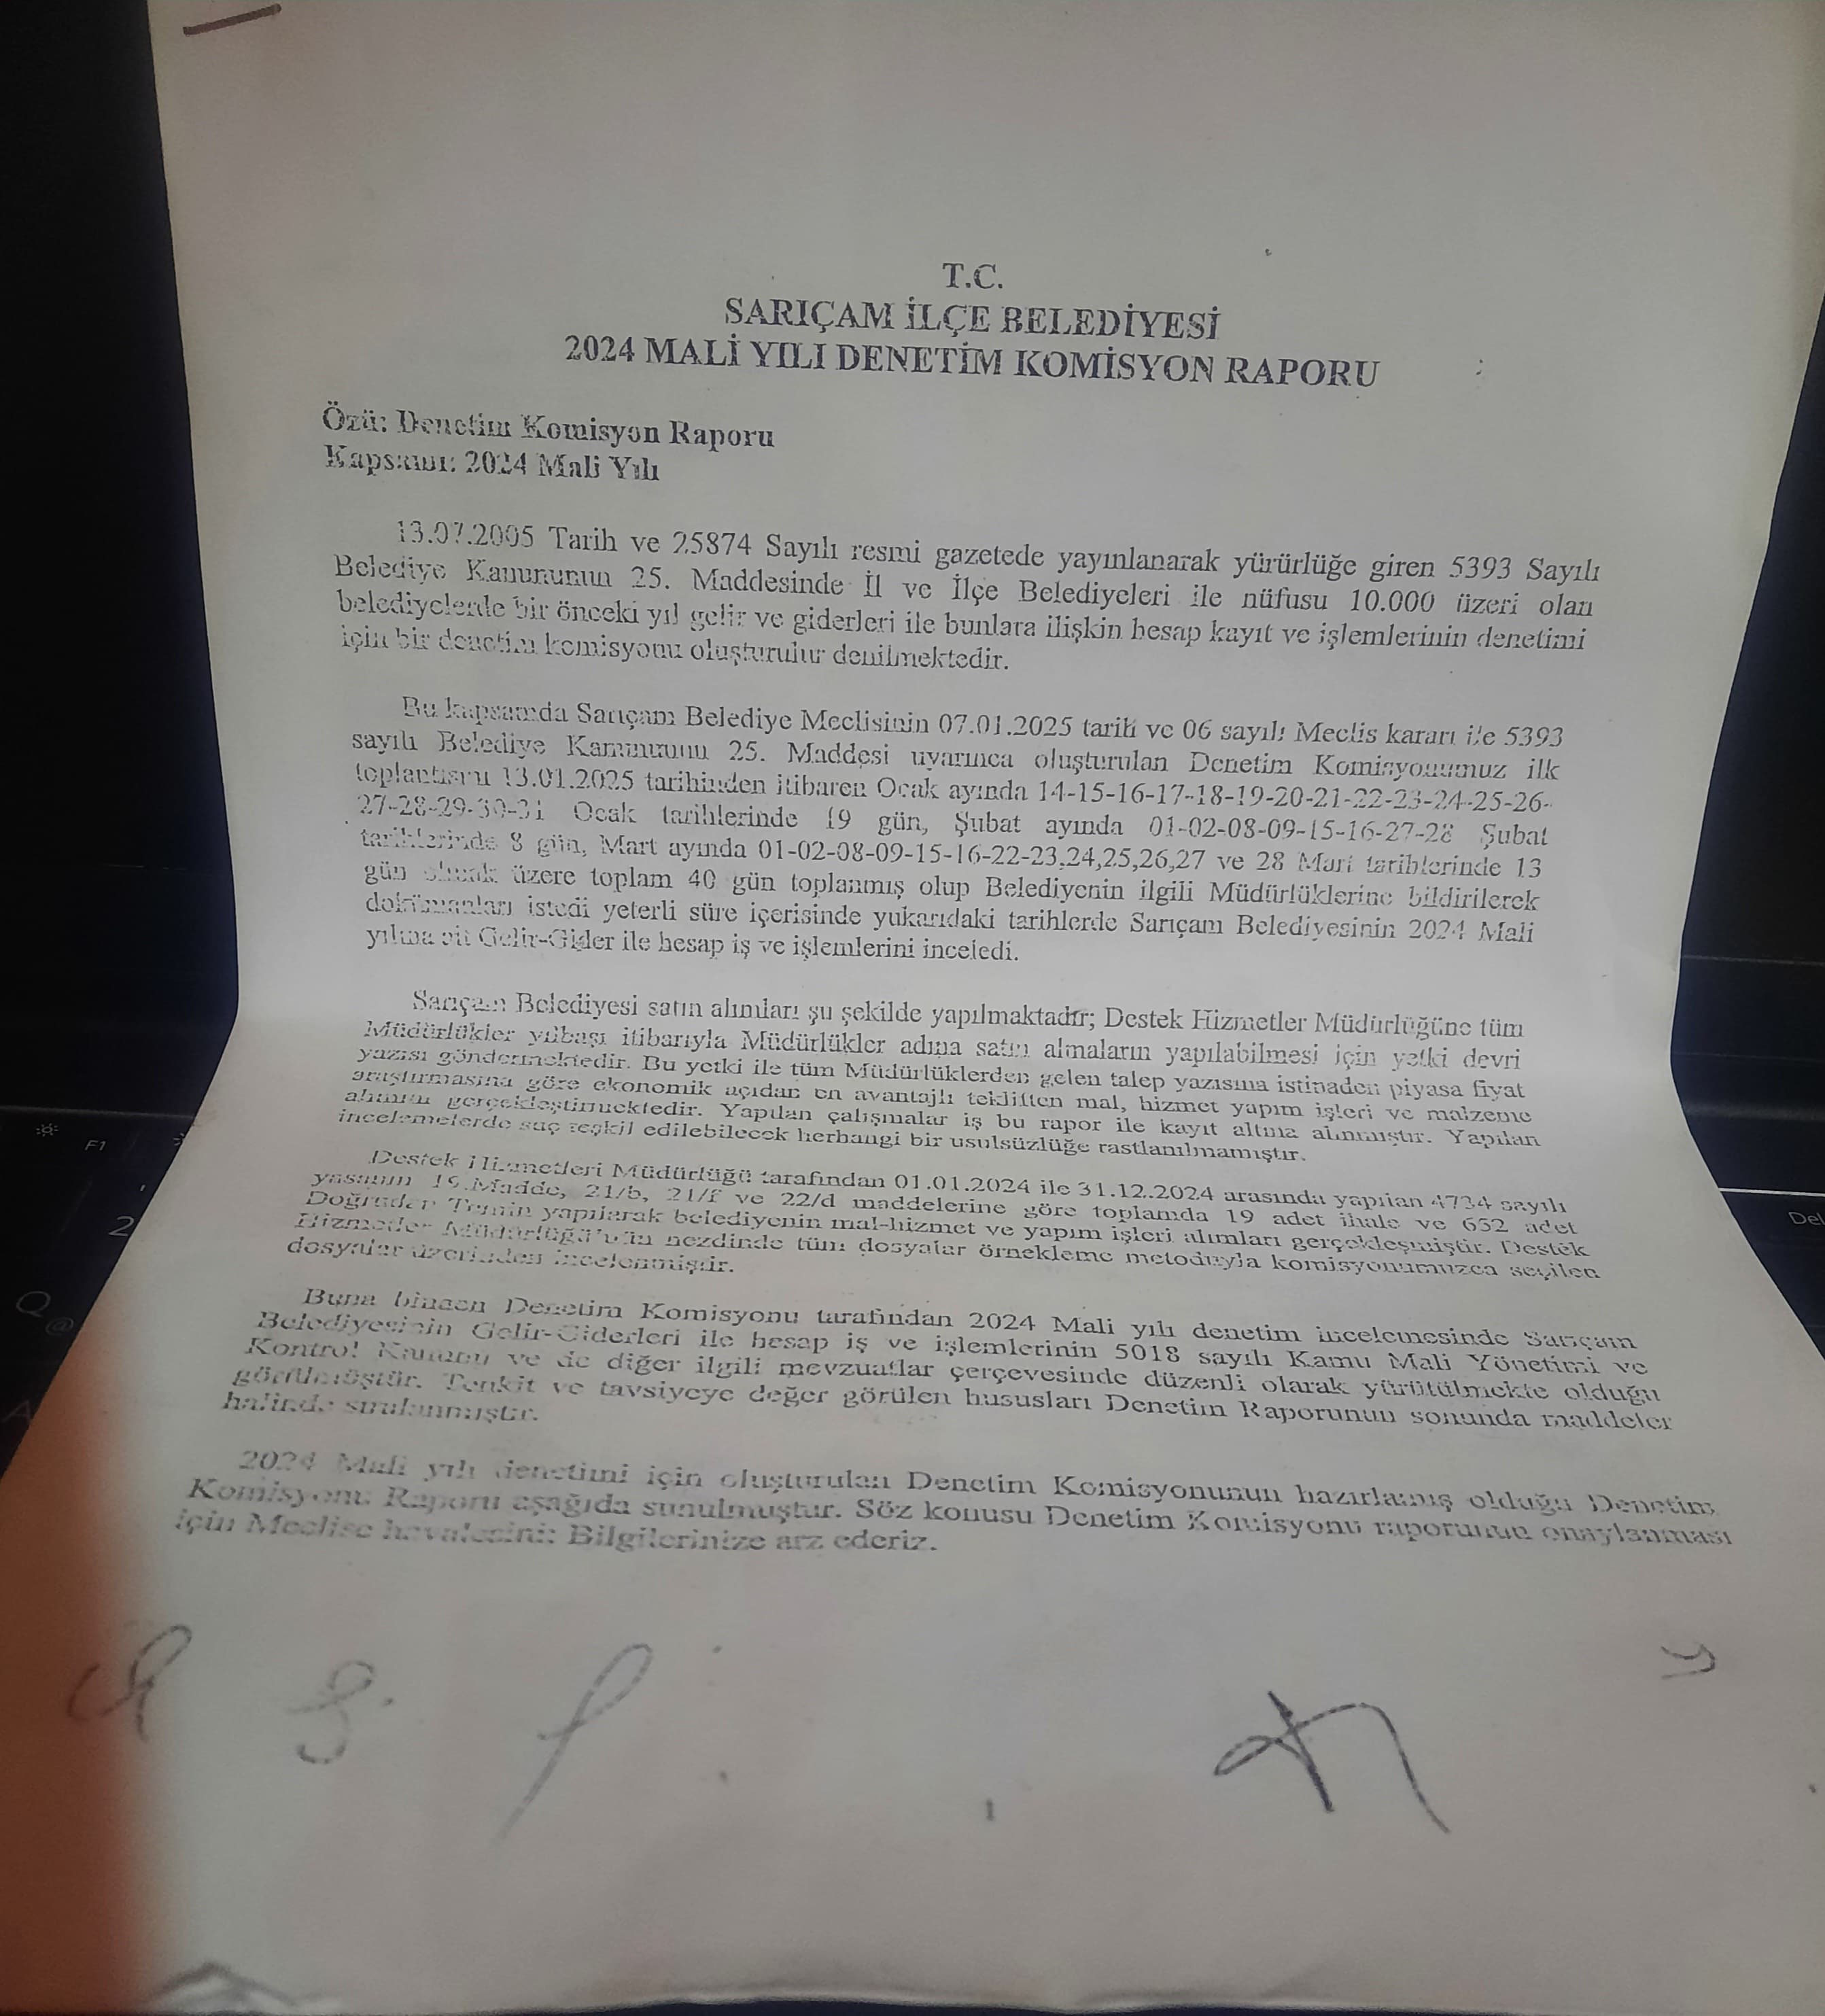 T.C.
SARIÇAM İLÇE BELEDİYESİ
2024 MALİ YILI DENETİM KOMİSYON RAPORU
Özü: Denetim Komisyon Raporu
Kapsamı: 2024 Mali Yılı
13.07.2005 Tarih ve 25874 Sayılı resmi gazetede yayınlanarak yürürlüğe giren 5393 Sayılı
Belediye Kanununun 25. Maddesinde İl ve İlçe Belediyeleri ile nüfusu 10.000 üzeri olan
belediyelerde bir önceki yıl gelir ve giderleri ile bunlara ilişkin hesap kayıt ve işlemlerinin denetimi
için bir denetim komisyonu oluşturulur denilmektedir.
Bu kapsamda Sarıçam Belediye Meclisinin 07.01.2025 tarih ve 06 sayılı Meclis kararı ile 5393
sayılı Belediye Kanununun 25. Maddesi uyarınca oluşturulan Denetim Komisyonumuz ilk
toplantısını 13.01.2025 tarihinden itibaren Ocak ayında 14-15-16-17-18-19-20-21-22-23-24-25-26-
27-28-29-30-31 Ocak tarihlerinde 19 gün, Şubat ayında 01-02-08-09-15-16-27-28 Şubat
tarihlerinde 8 gün, Mart ayında 01-02-08-09-15-16-22-23,24,25,26,27 ve 28 Mart tarihlerinde 13
gün olmak üzere toplam 40 gün toplanmış olup Belediyenin ilgili Müdürlüklerine bildirilerek
dokümanları istedi yeterli süre içerisinde yukarıdaki tarihlerde Sarıçam Belediyesinin 2024 Mali
yılına ait Gelir-Gider ile hesap iş ve işlemlerini inceledi.
Sarıçam Belediyesi satın alımları şu şekilde yapılmaktadır; Destek Hizmetler Müdürlüğüne tüm
Müdürlükler yılbaşı itibarıyla Müdürlükler adına satın almaların yapılabilmesi için yetki devri
yazısı göndermektedir. Bu yetki ile tüm Müdürlüklerden gelen talep yazısına istinaden piyasa fiyat
araştırmasına göre ekonomik açıdan en avantajlı tekliften mal, hizmet yapım işleri ve malzeme
alımını gerçekleştirmektedir. Yapılan çalışmalar iş bu rapor ile kayıt altına alınmıştır. Yapılan
incelemelerde suç teşkil edilebilecek herhangi bir usulsüzlüğe rastlanılmamıştır.
Destek Hizmetleri Müdürlüğü tarafından 01.01.2024 ile 31.12.2024 arasında yapılan 4734 sayılı
yasanın 19.Madde, 21/b, 21/f ve 22/d maddelerine göre toplamda 19 adet ihale ve 652 adet
Doğrudan Temin yapılarak belediyenin mal-hizmet ve yapım işleri alımları gerçekleşmiştir. Destek
Hizmetler Müdürlüğü'nün nezdinde tüm dosyalar örnekleme metoduyla komisyonumuzca seçilen
dosyalar üzerinden incelenmiştir.
Buna binaen Denetim Komisyonu tarafından 2024 Mali yılı denetim incelemesinde Sarıçam
Belediyesinin Gelir-Giderleri ile hesap iş ve işlemlerinin 5018 sayılı Kamu Mali Yönetimi ve
Kontrol Kanunu ve de diğer ilgili mevzuatlar çerçevesinde düzenli olarak yürütülmekte olduğu
görülmüştür. Tenkit ve tavsiyeye değer görülen hususları Denetim Raporunun sonunda maddeler
halinde sıralanmıştır.
2024 Mali yılı denetimi için oluşturulan Denetim Komisyonunun hazırlamış olduğu Denetim
Komisyonu Raporu aşağıda sunulmuştur. Söz konusu Denetim Komisyonu raporunun onaylanması
için Meclise havalesini: Bilgilerinize arz ederiz.
1